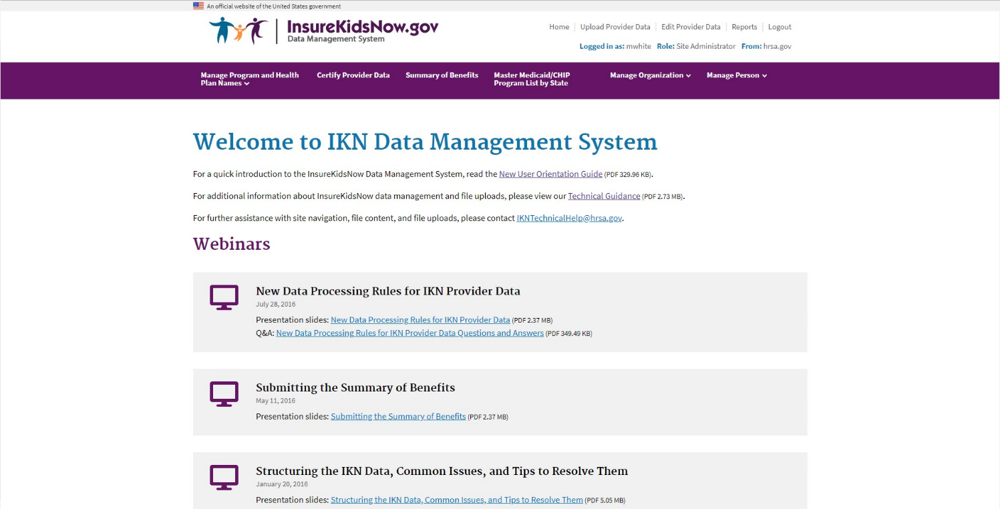 An official website of the United States government
InsureKidsNow.gov
Data Management System
Home
Upload Provider Data
Edit Provider Data
Reports
Logout
Logged in as: mwhite Role: Site Administrator From: hrsa.gov
Manage Program and Health
Plan Names
Certify Provider Data
Summary of Benefits
Master Medicaid/CHIP
Program List by State
Manage Organization
Manage Person
Welcome to IKN Data Management System
For a quick introduction to the InsureKidsNow Data Management System, read the New User Orientation Guide (PDF 329.96 KB).
For additional information about InsureKidsNow data management and file uploads, please view our Technical Guidance (PDF 2.73 MB).
For further assistance with site navigation, file content, and file uploads, please contact IKNTechnicalHelp@hrsa.gov.
Webinars
New Data Processing Rules for IKN Provider Data
July 28, 2016
Presentation slides: New Data Processing Rules for IKN Provider Data (PDF 2.37 MB)
Q&A: New Data Processing Rules for IKN Provider Data Questions and Answers (PDF 349.49 KB)
Submitting the Summary of Benefits
May 11, 2016
Presentation slides: Submitting the Summary of Benefits (PDF 2.37 MB)
Structuring the IKN Data, Common Issues, and Tips to Resolve Them
January 20, 2016
Presentation slides: Structuring the IKN Data, Common Issues, and Tips to Resolve Them (PDF 5.05 MB)